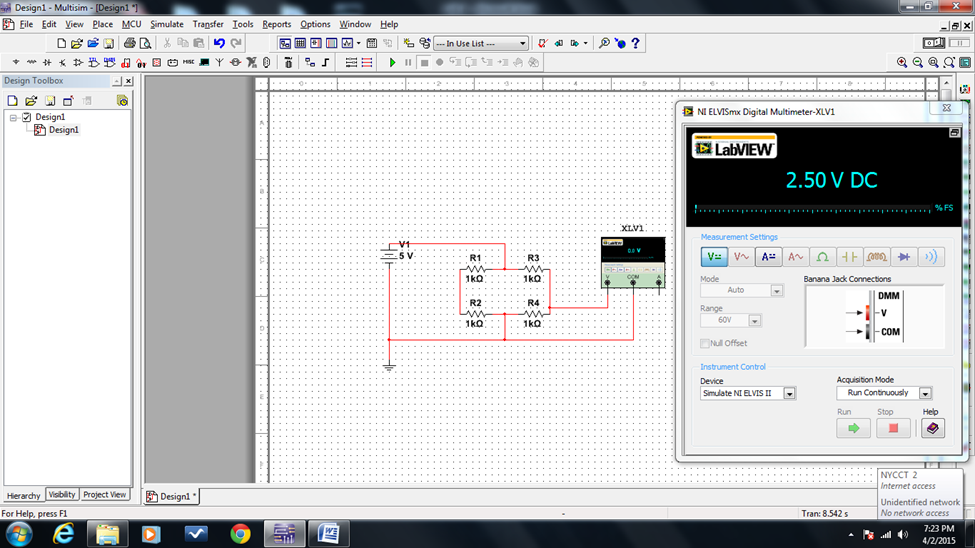 Design1 - Multisim - [Design1 *]
File Edit View Place MCU Simulate Transfer Tools Reports Options Window Help
--- In Use List ---
Design Toolbox
Design1
Design1
V1
5 V
R1
1kΩ
R3
1kΩ
R2
1kΩ
R4
1kΩ
XLV1
V COM A
NI ELVISmx Digital Multimeter-XLV1
LabVIEW
2.50 V DC
% FS
Measurement Settings
V V A A Ω
Mode
Auto
Range
60V
Null Offset
Banana Jack Connections
DMM
V
COM
Instrument Control
Device
Simulate NI ELVIS II
Acquisition Mode
Run Continuously
Run Stop Help
Hierarchy Visibility Project View
Design1 *
For Help, press F1
-
Tran: 8.542 s
NYCCT 2
Internet access
Unidentified network
No network access
7:23 PM
4/2/2015